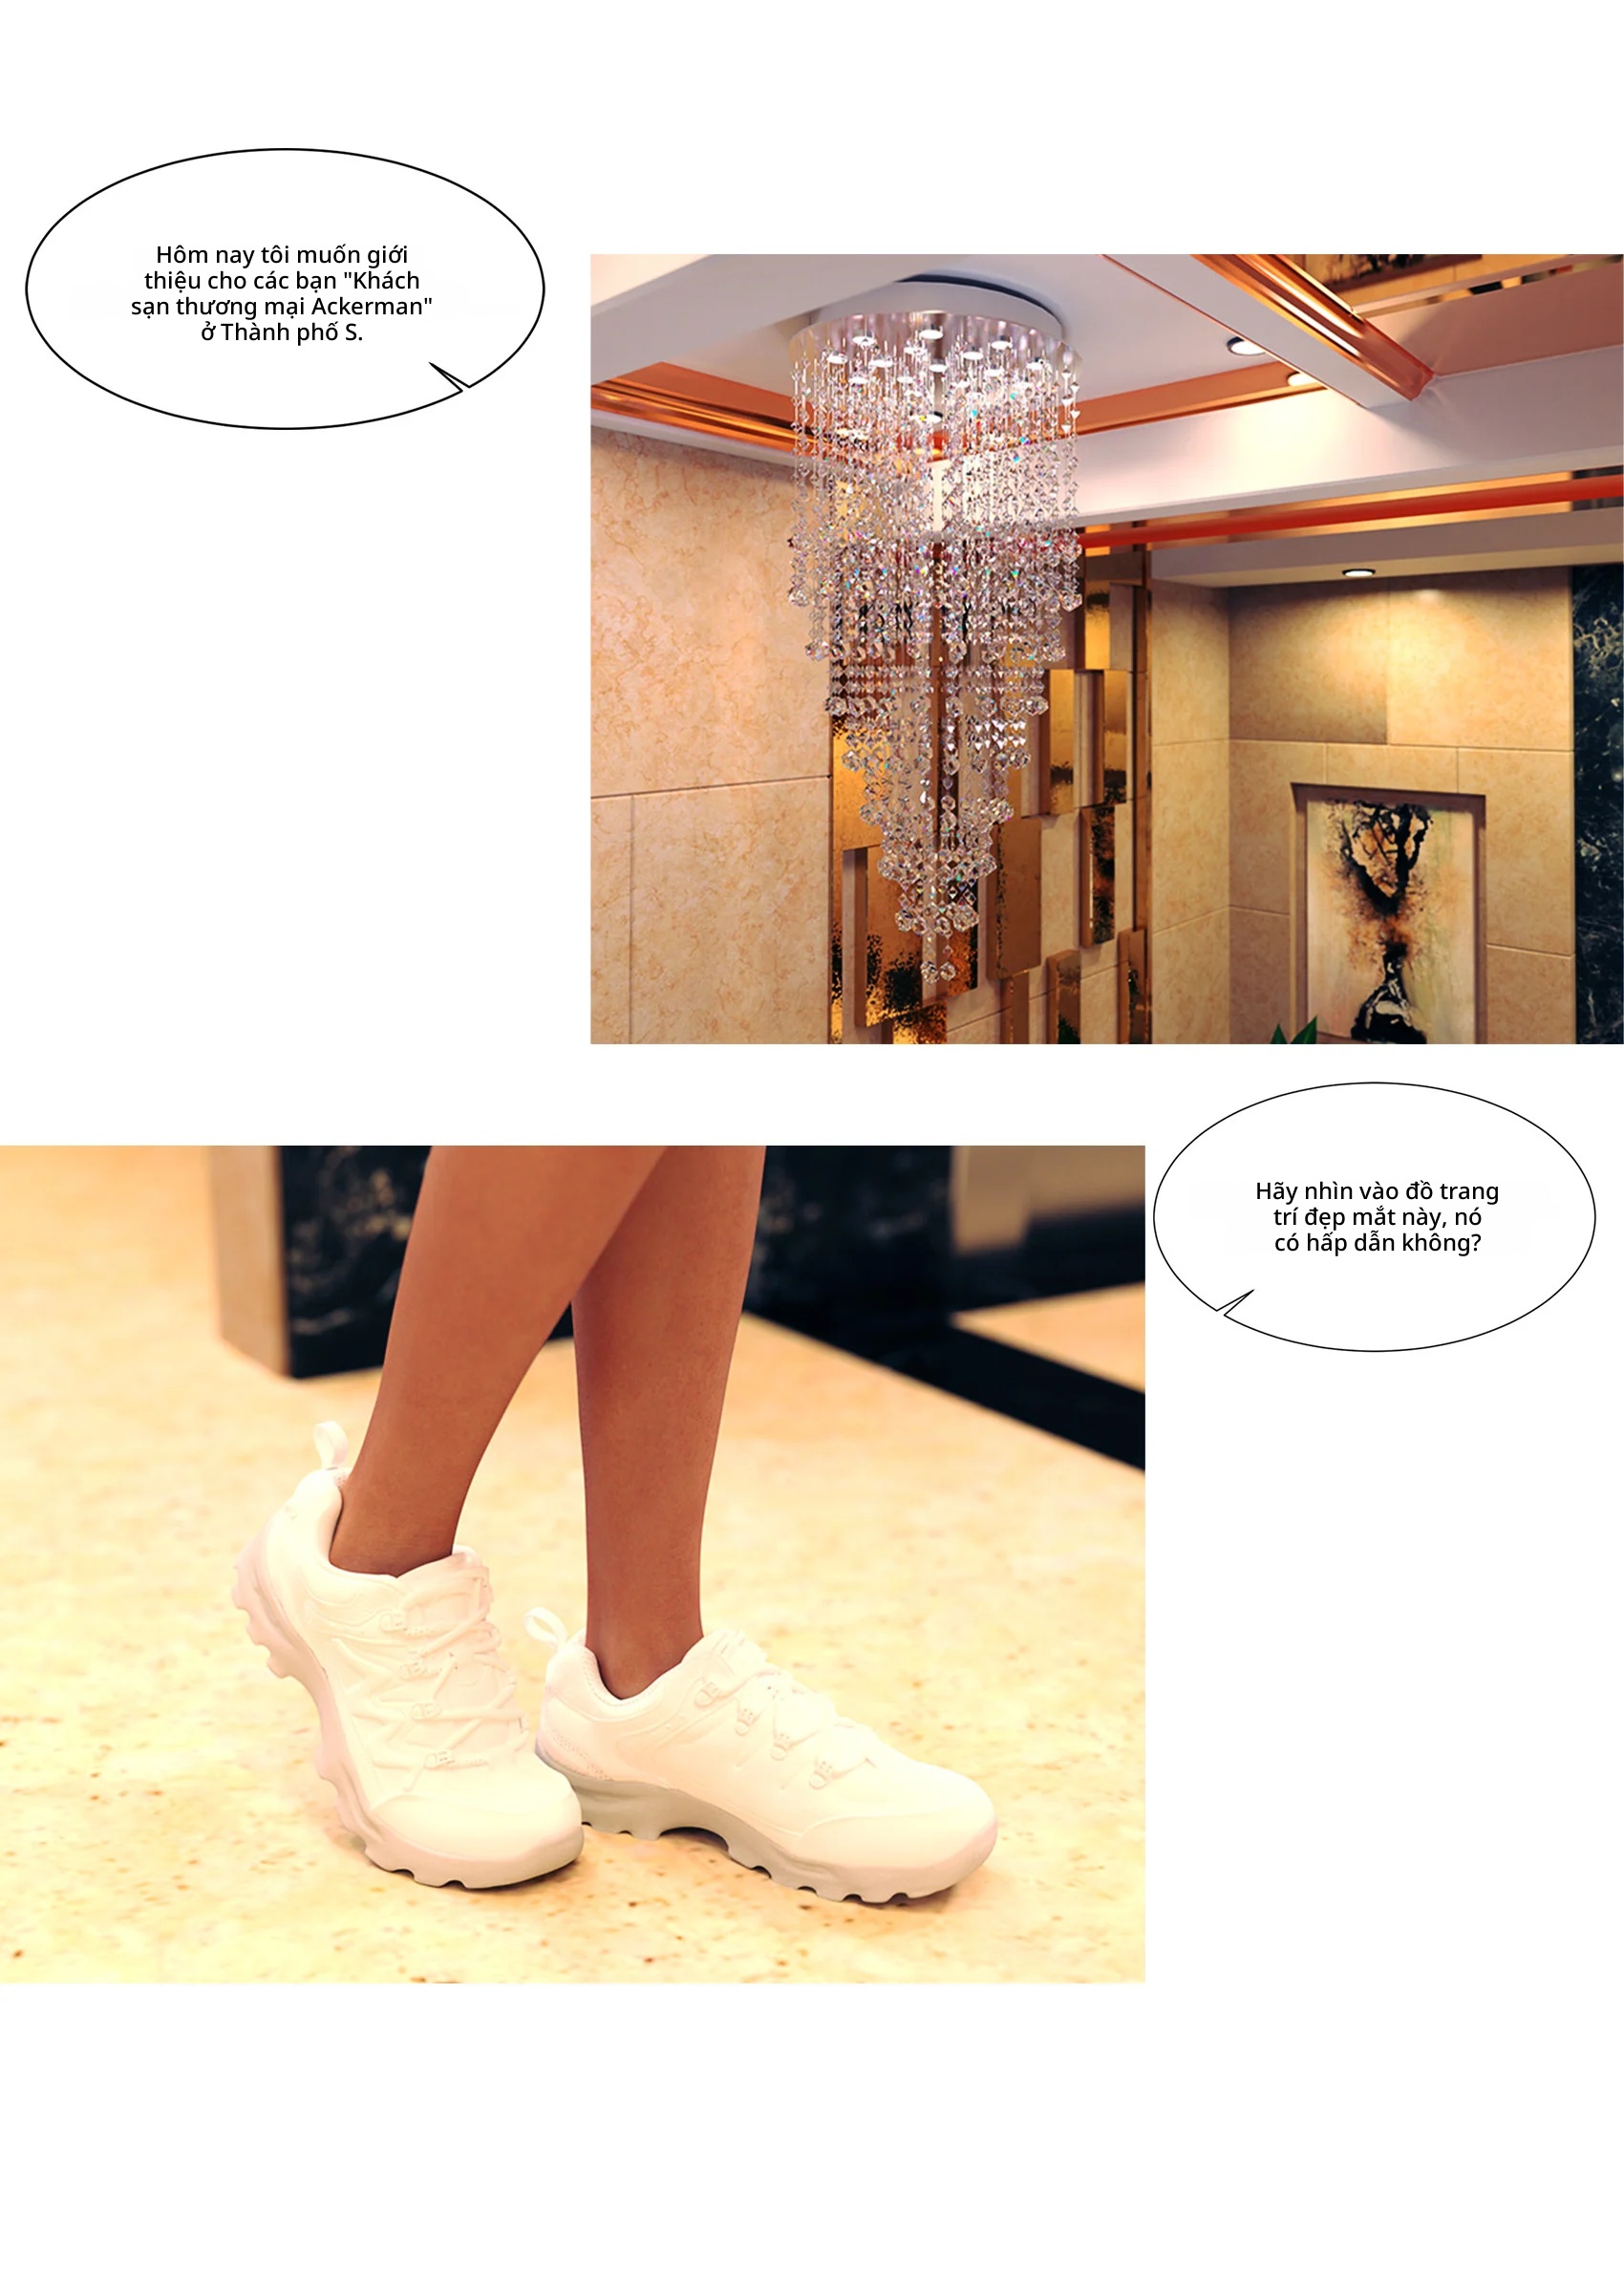 Hôm nay tôi muốn giới
thiệu cho các bạn "Khách
sạn thương mại Ackerman"
ở Thành phố S.
Hãy nhìn vào đồ trang
trí đẹp mắt này, nó
có hấp dẫn không?